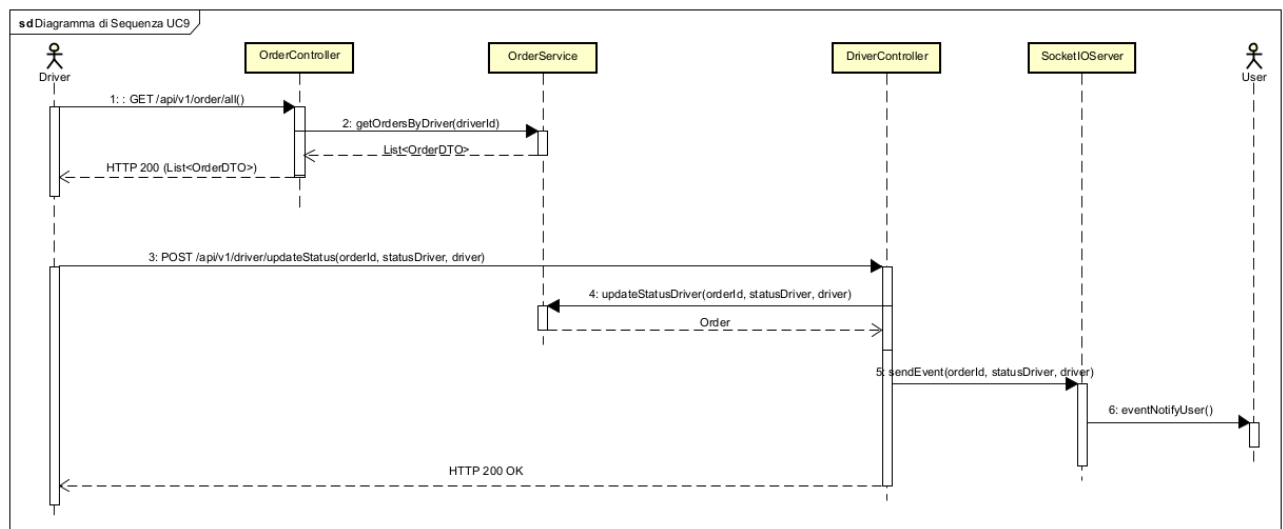 sd Diagramma di Sequenza UC9
Driver
OrderController
OrderService
DriverController
SocketIOServer
User
1: : GET /api/v1/order/all()
2: getOrdersByDriver(driverId)
List<OrderDTO>
HTTP 200 (List<OrderDTO>)
3: POST /api/v1/driver/updateStatus(orderId, statusDriver, driver)
4: updateStatusDriver(orderId, statusDriver, driver)
Order
5: sendEvent(orderId, statusDriver, driver)
6: eventNotifyUser()
HTTP 200 OK